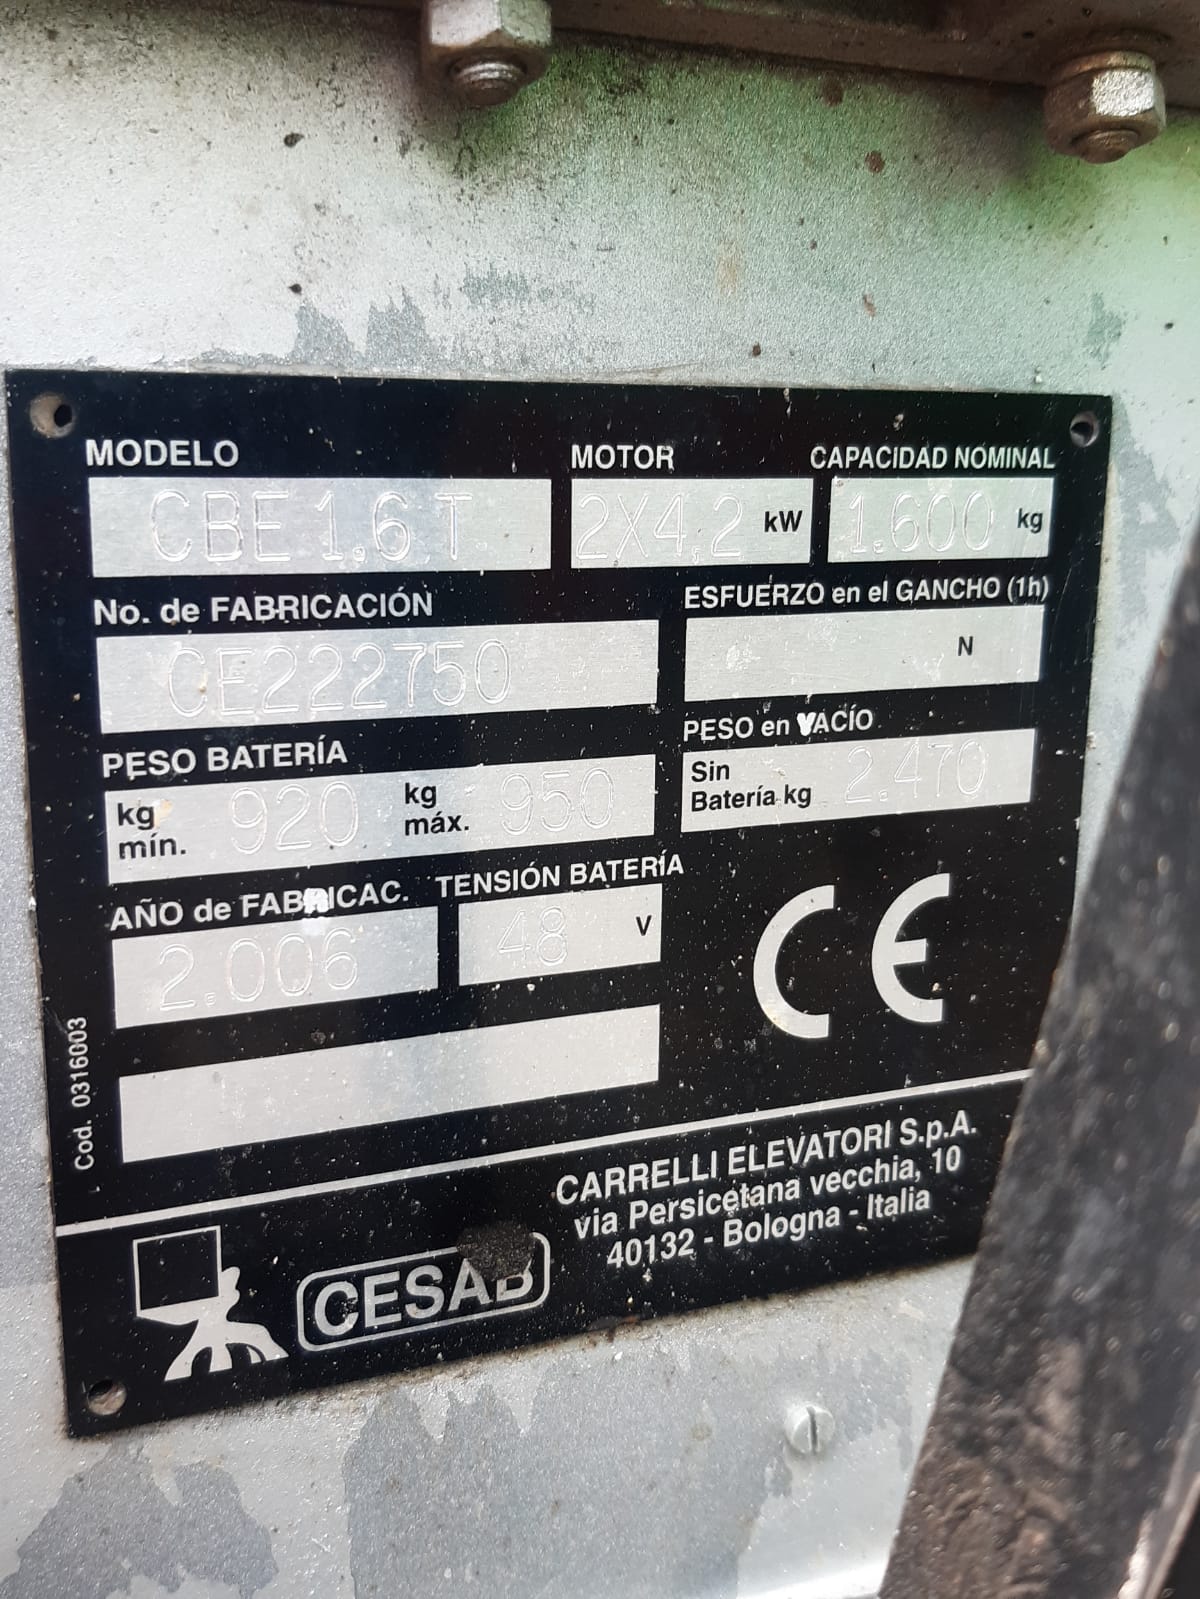 MODELO MOTOR CAPACIDAD NOMINAL
CBE 1.6 T 2X4,2 kW 1.600 kg
No. de FABRICACIÓN ESFUERZO en el GANCHO (1h)
CE222750 N
PESO BATERÍA PESO en VACÍO
kg mín. 920 kg máx. 950 Sin Batería kg 2.470
AÑO de FABRICAC. TENSIÓN BATERÍA
2.006 48 V
CE
Cod. 0316003
CARRELLI ELEVATORI S.p.A.
via Persicetana vecchia, 10
40132 - Bologna - Italia
CESAB